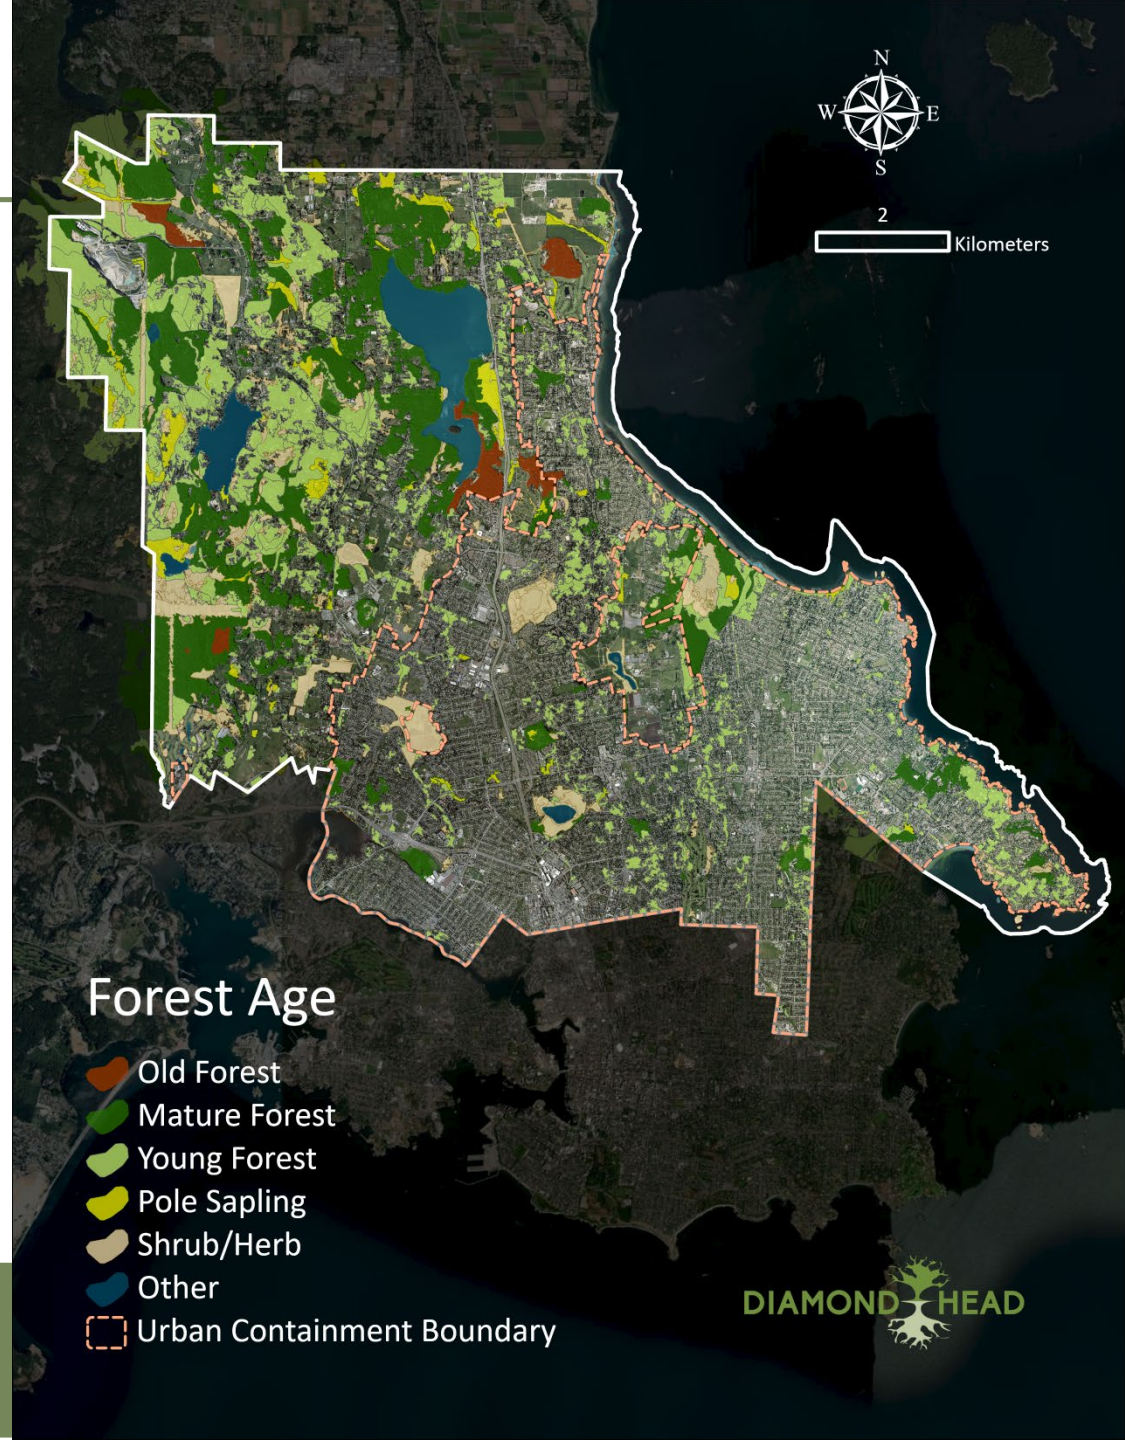 N
W E
S
2
Kilometers
Forest Age
Old Forest
Mature Forest
Young Forest
Pole Sapling
Shrub/Herb
Other
Urban Containment Boundary
DIAMOND HEAD